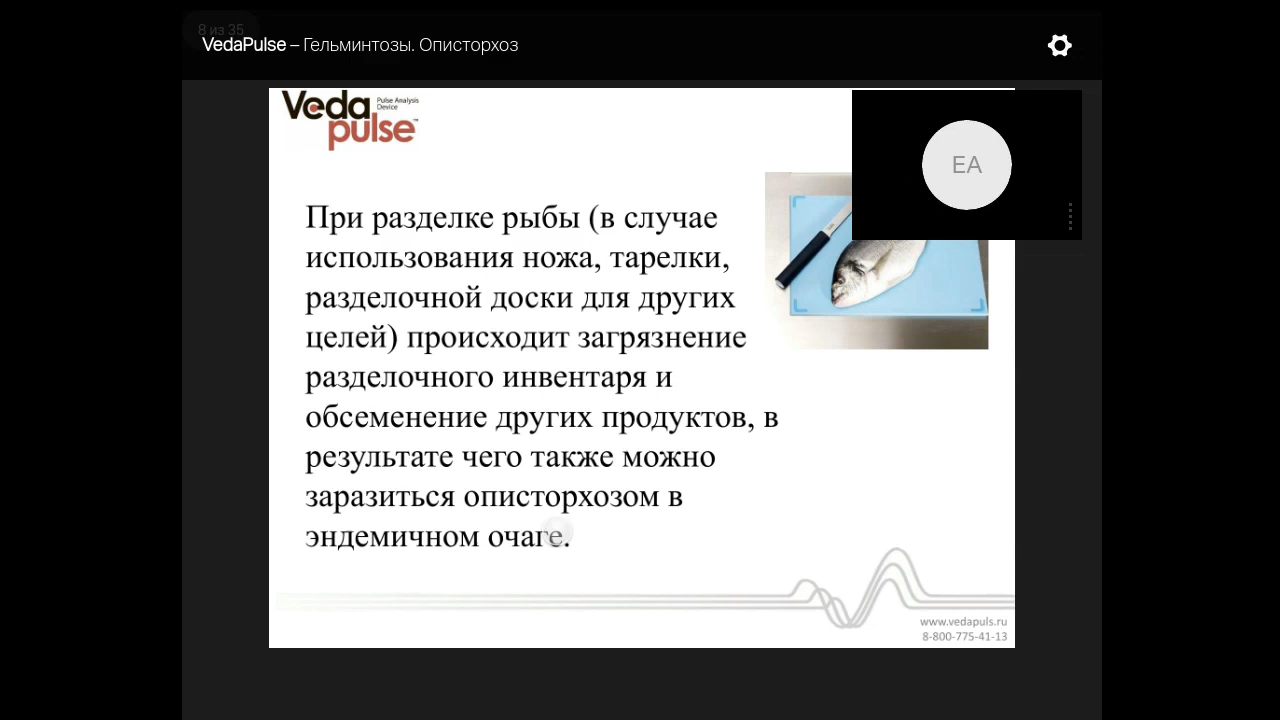 8 из 35
VedaPulse – Гельминтозы. Описторхоз
Veda
Pulse Analysis
Device
pulse™
EA
При разделке рыбы (в случае
использования ножа, тарелки,
разделочной доски для других
целей) происходит загрязнение
разделочного инвентаря и
обсеменение других продуктов, в
результате чего также можно
заразиться описторхозом в
эндемичном очаге.
www.vedapuls.ru
8-800-775-41-13